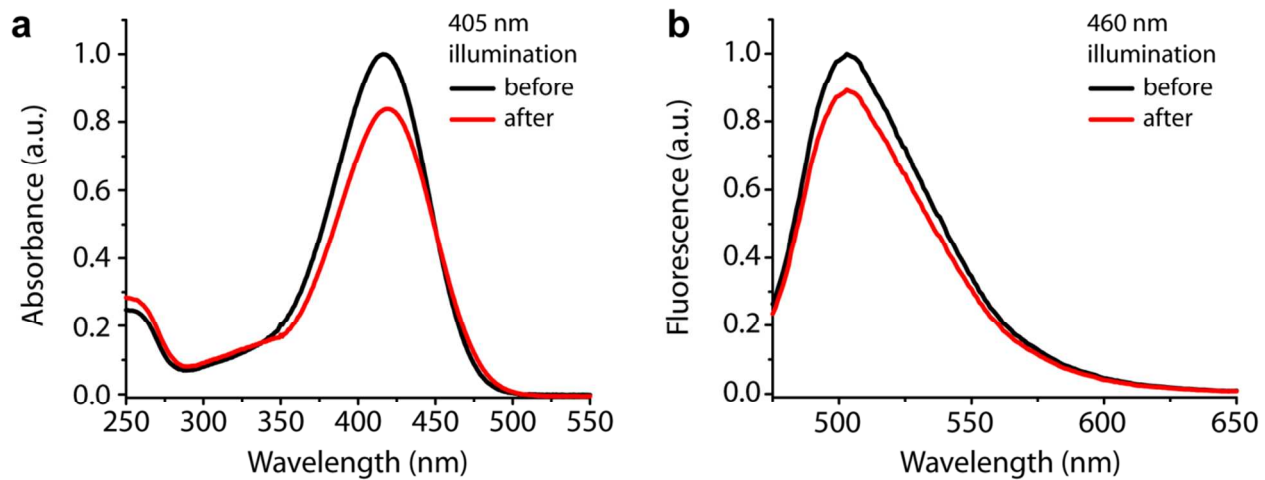 a
405 nm
illumination
before
after
Absorbance (a.u.)
1.0
0.8
0.6
0.4
0.2
0.0
250 300 350 400 450 500 550
Wavelength (nm)
b
460 nm
illumination
before
after
Fluorescence (a.u.)
1.0
0.8
0.6
0.4
0.2
0.0
500 550 600 650
Wavelength (nm)